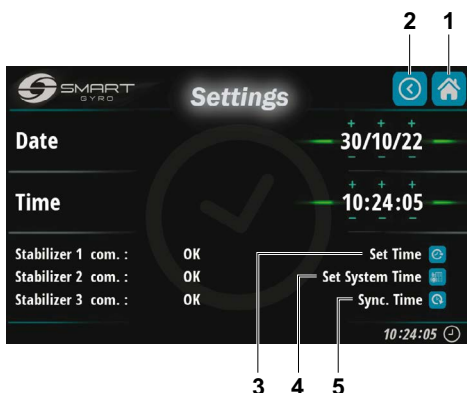 2 1
SMART
GYRO
Settings
+ + +
Date 30/10/22
− − −
+ + +
Time 10:24:05
− − −
Stabilizer 1 com. : OK Set Time
Stabilizer 2 com. : OK Set System Time
Stabilizer 3 com. : OK Sync. Time
10:24:05
3 4 5